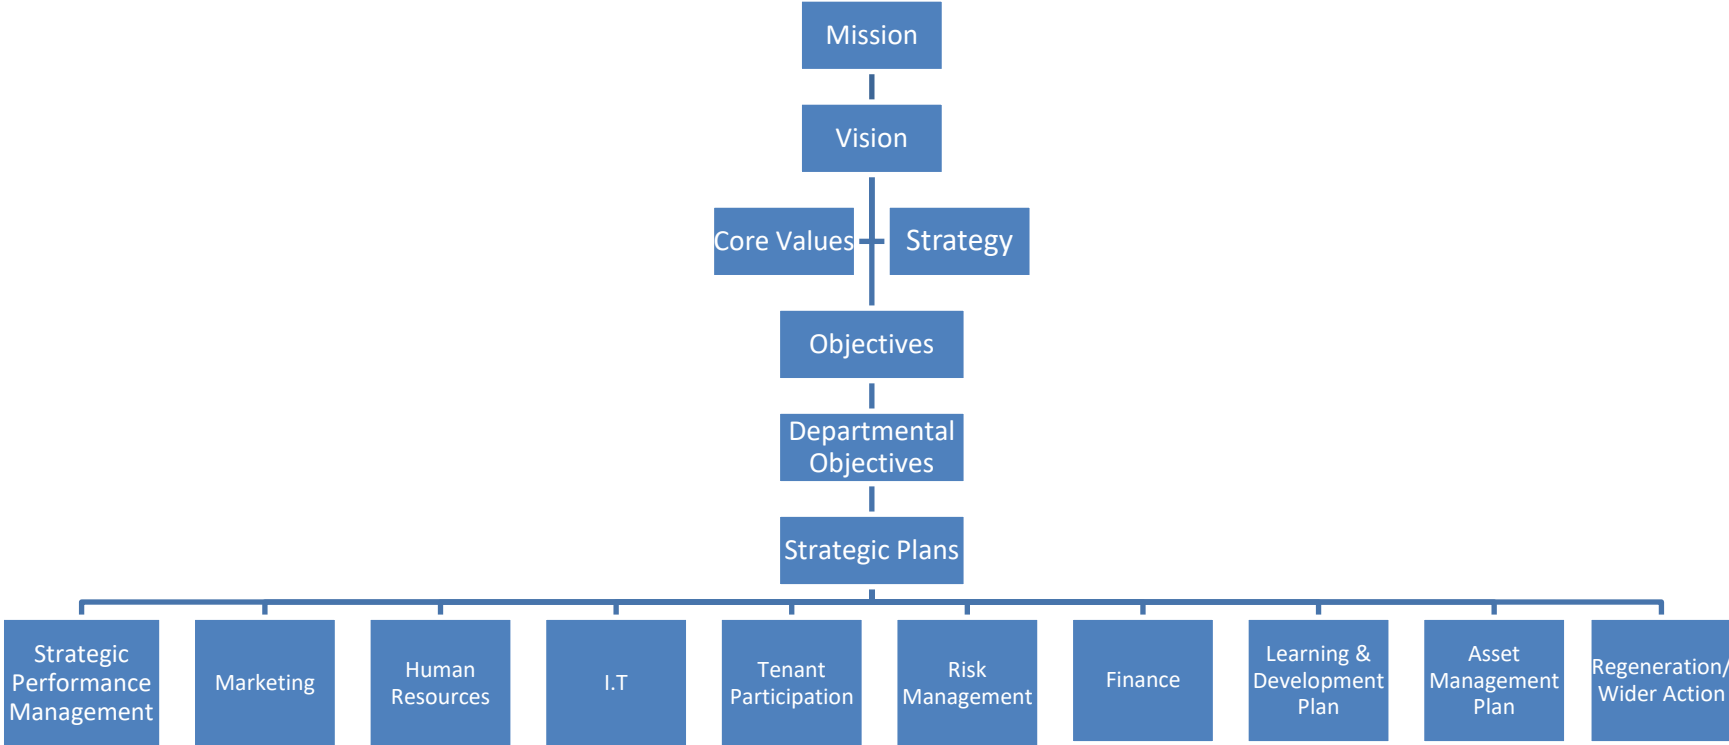 Mission
Vision
Core Values
Strategy
Objectives
Departmental
Objectives
Strategic Plans
Strategic
Performance
Management
Marketing
Human
Resources
I.T
Tenant
Participation
Risk
Management
Finance
Learning &
Development
Plan
Asset
Management
Plan
Regeneration/
Wider Action